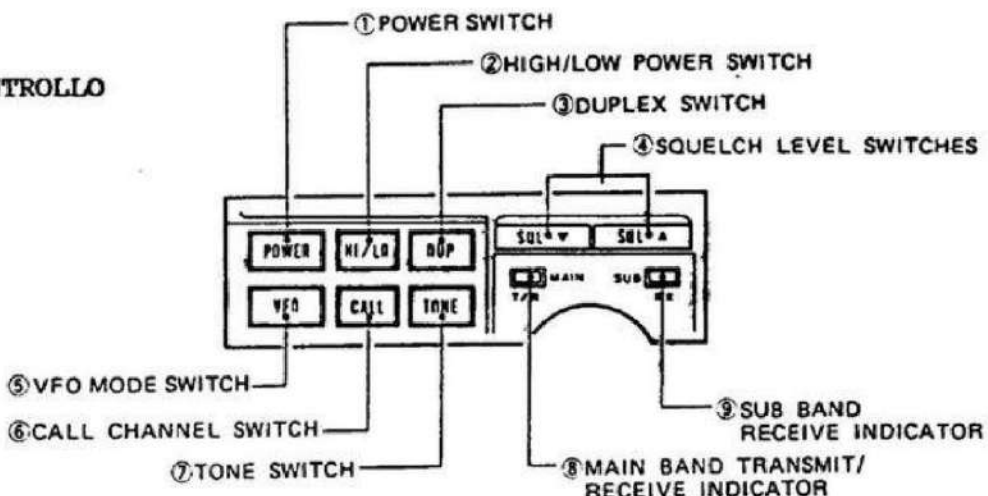 ①POWER SWITCH
②HIGH/LOW POWER SWITCH
TROLLO
③DUPLEX SWITCH
④SQUELCH LEVEL SWITCHES
POWER HI/LO DUP SQL ▼ SQL ▲
MAIN SUB
T/R RX
VFO CALL TONE
⑤VFO MODE SWITCH
⑥CALL CHANNEL SWITCH
⑦TONE SWITCH
⑨SUB BAND
RECEIVE INDICATOR
⑧MAIN BAND TRANSMIT/
RECEIVE INDICATOR